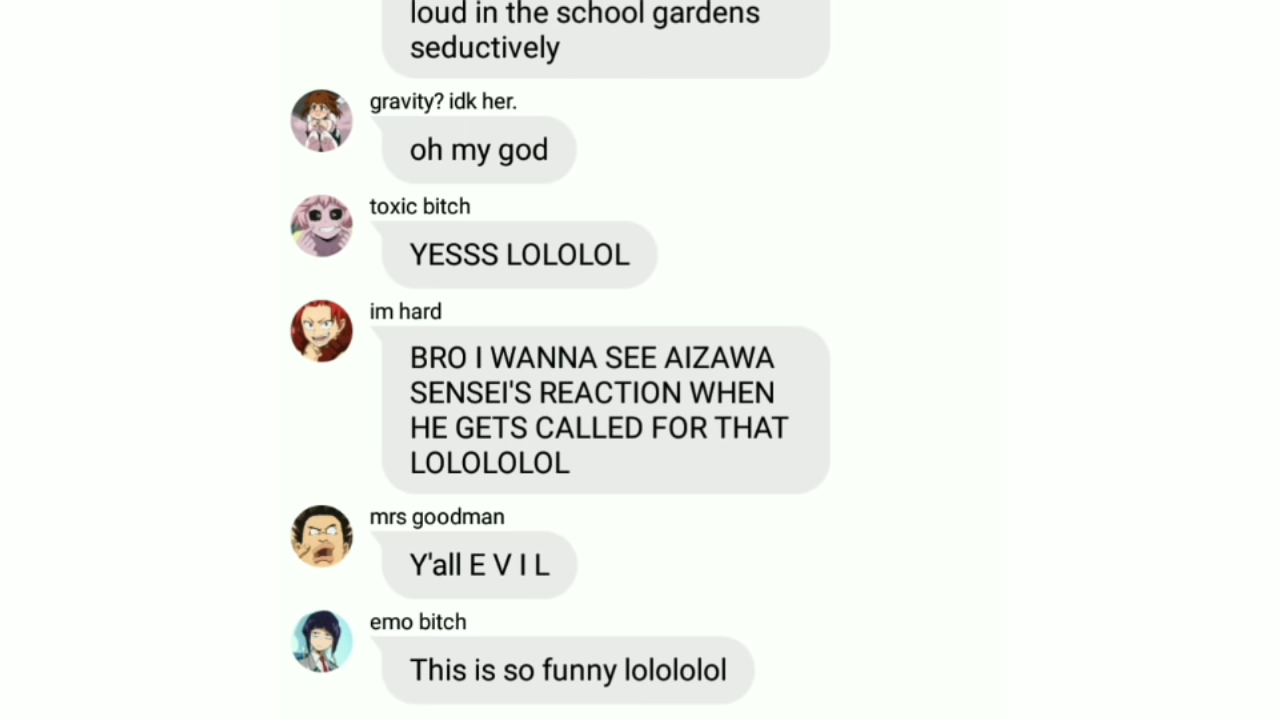 loud in the school gardens
seductively
gravity? idk her.
oh my god
toxic bitch
YESSS LOLOLOL
im hard
BRO I WANNA SEE AIZAWA
SENSEI'S REACTION WHEN
HE GETS CALLED FOR THAT
LOLOLOLOL
mrs goodman
Y'all E V I L
emo bitch
This is so funny lolololol